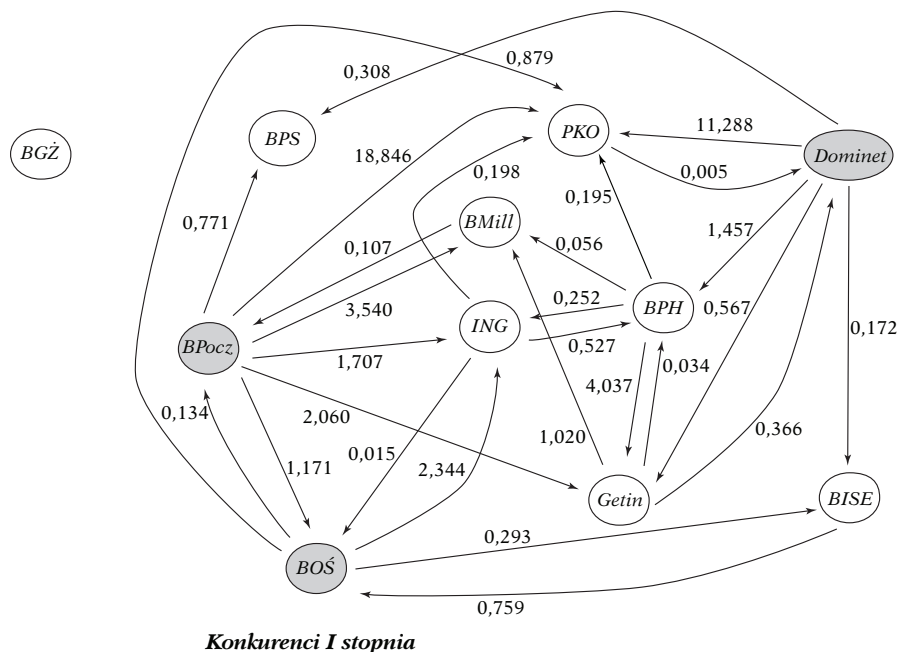 0,879
0,308
BGŻ
BPS
PKO
11,288
Dominet
18,846
0,198
0,005
0,771
0,195
BMill
0,107
0,056
1,457
3,540
0,252
BPH
0,567
ING
BPocz
1,707
0,527
0,172
4,037
0,034
0,134
2,060
1,020
0,366
0,015
1,171
2,344
Getin
BISE
0,293
BOŚ
0,759
Konkurenci I stopnia